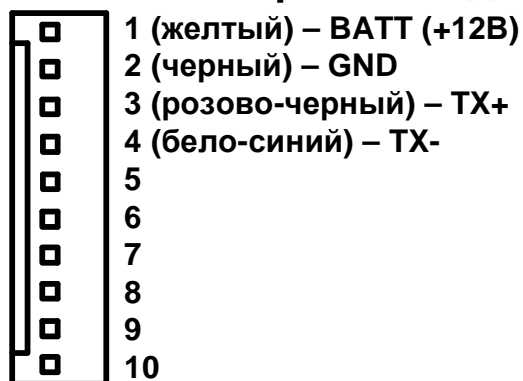 1 (желтый) – BATT (+12В)
2 (черный) – GND
3 (розово-черный) – TX+
4 (бело-синий) – TX-
5
6
7
8
9
10